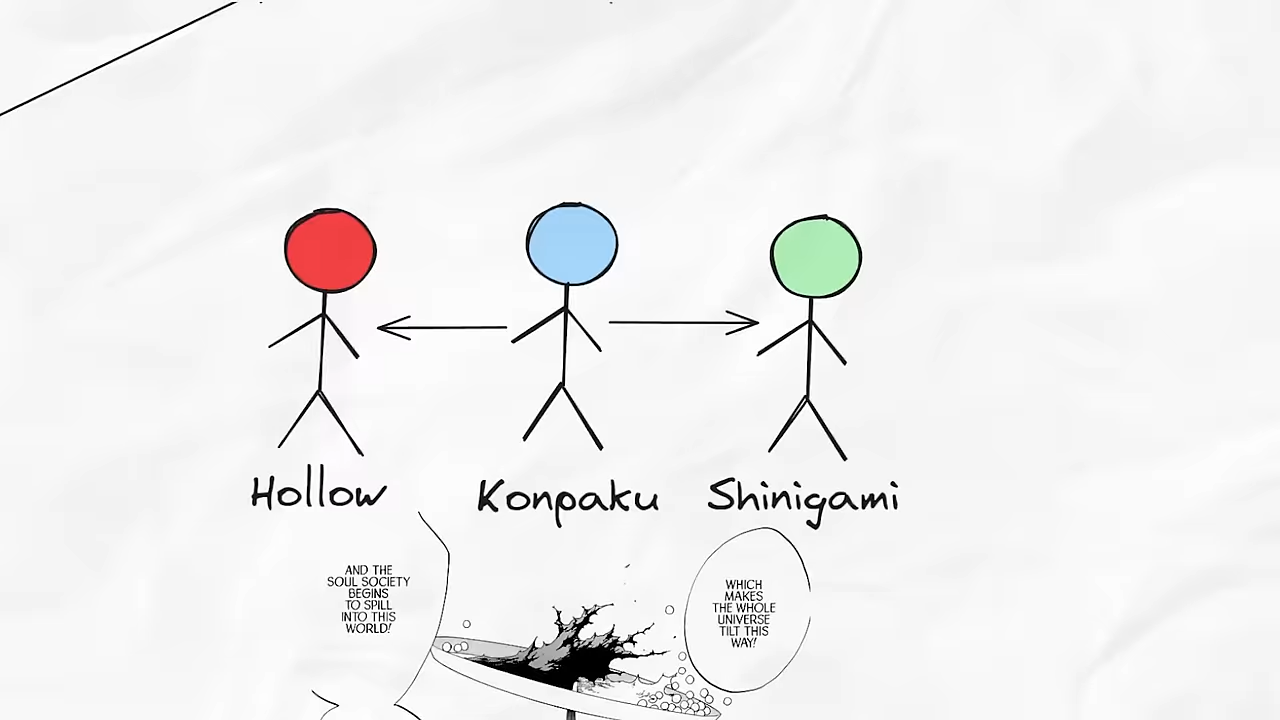 Hollow
Konpaku
Shinigami
AND THE
SOUL SOCIETY
BEGINS
TO SPILL
INTO THIS
WORLD!
WHICH
MAKES
THE WHOLE
UNIVERSE
TILT THIS
WAY!